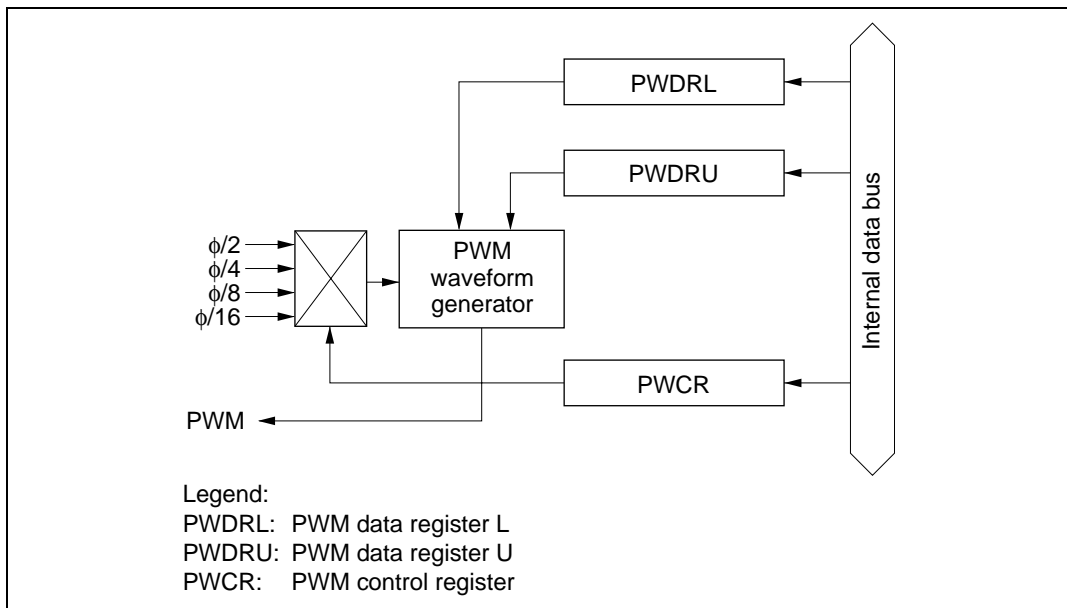 PWDRL
PWDRU
Internal data bus
ϕ/2
ϕ/4
ϕ/8
ϕ/16
PWM
waveform
generator
PWCR
PWM
Legend:
PWDRL: PWM data register L
PWDRU: PWM data register U
PWCR: PWM control register